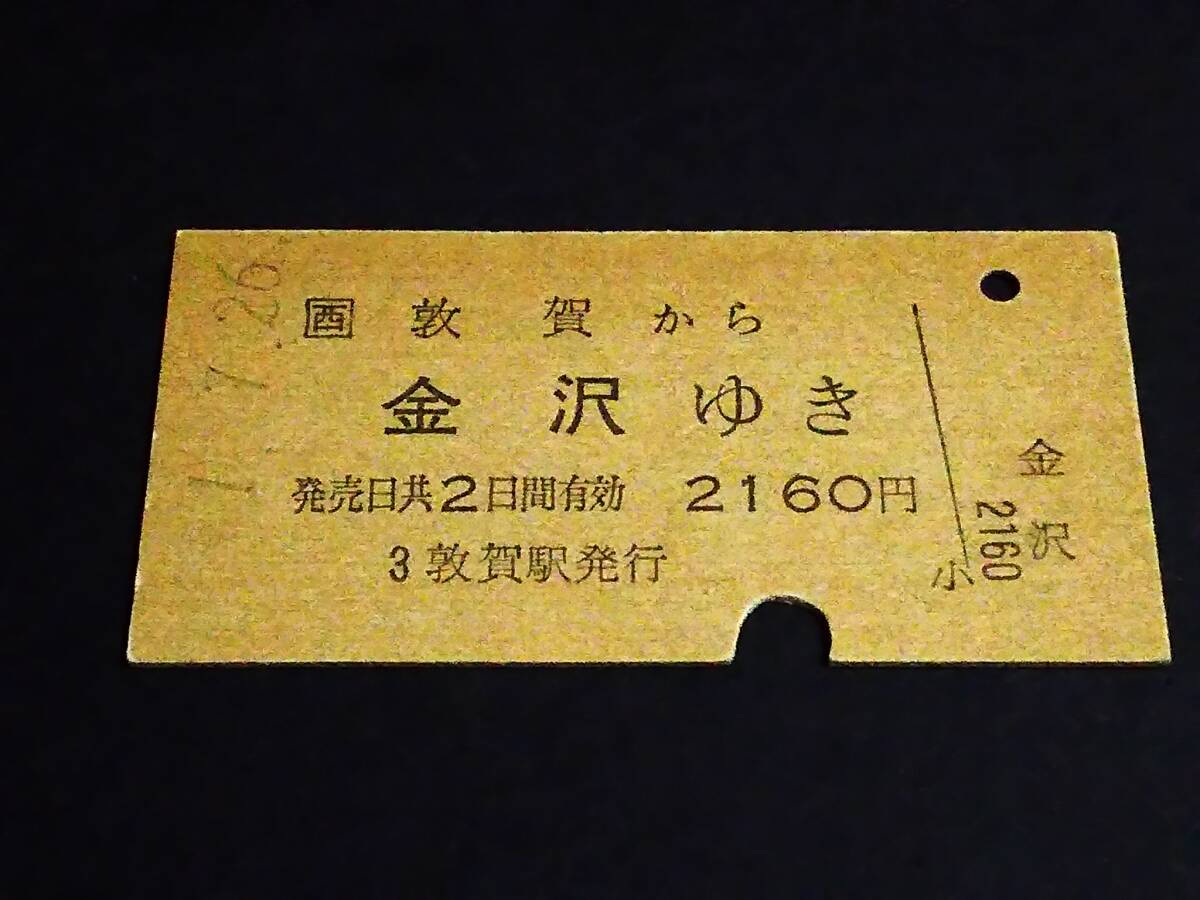 西 敦賀から
金沢ゆき
発売日共2日間有効 2160円
3敦賀駅発行
小
金沢
2160